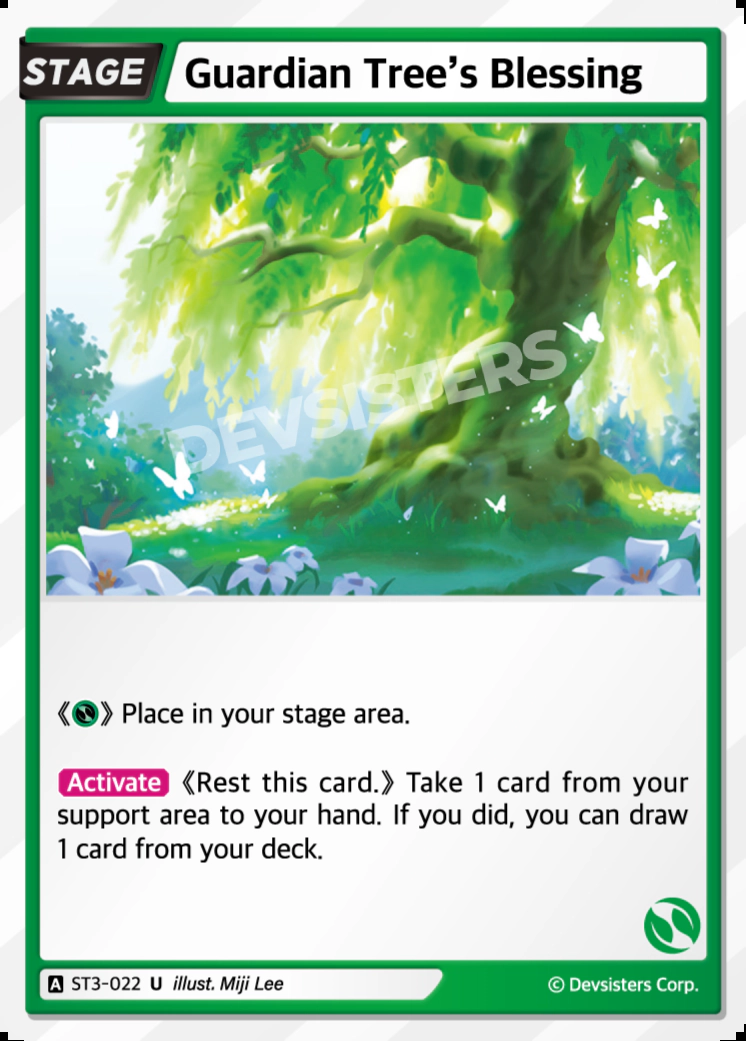 STAGE
Guardian Tree's Blessing
DEVSISTERS
《》 Place in your stage area.
Activate 《Rest this card.》 Take 1 card from your
support area to your hand. If you did, you can draw
1 card from your deck.
A ST3-022 U illust. Miji Lee
© Devsisters Corp.